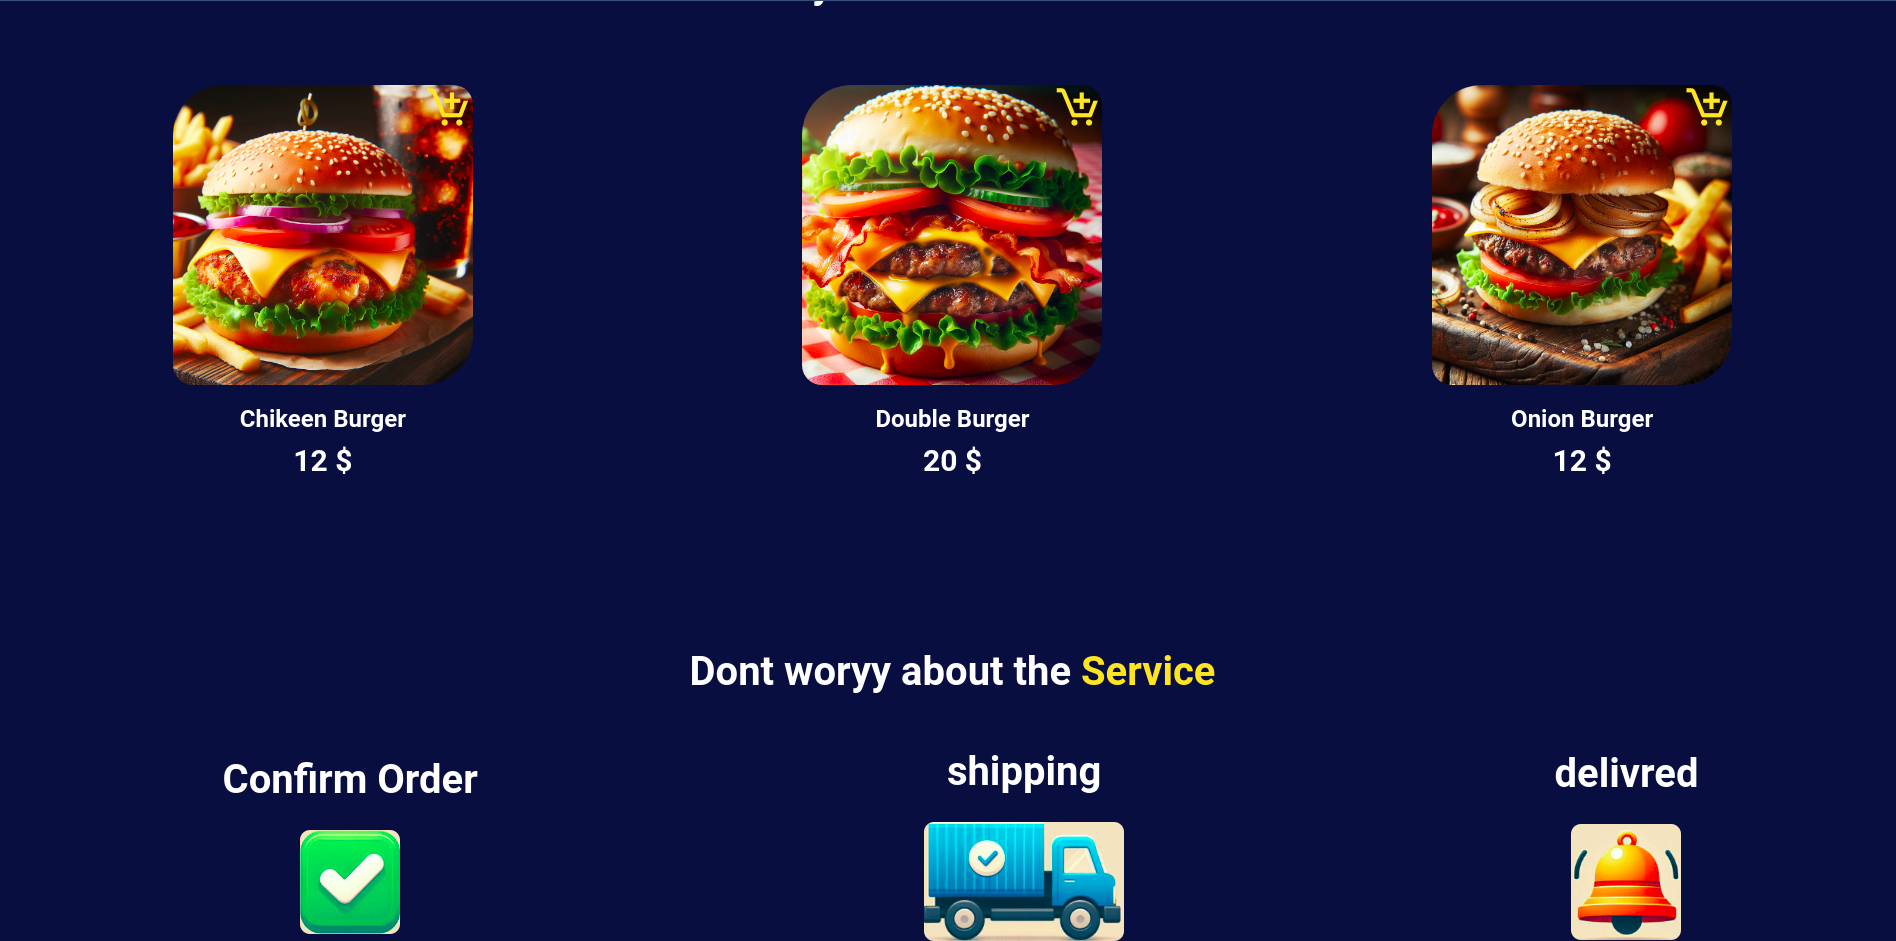 Chikeen Burger
12 $
Double Burger
20 $
Onion Burger
12 $
Dont woryy about the Service
Confirm Order
shipping
delivred